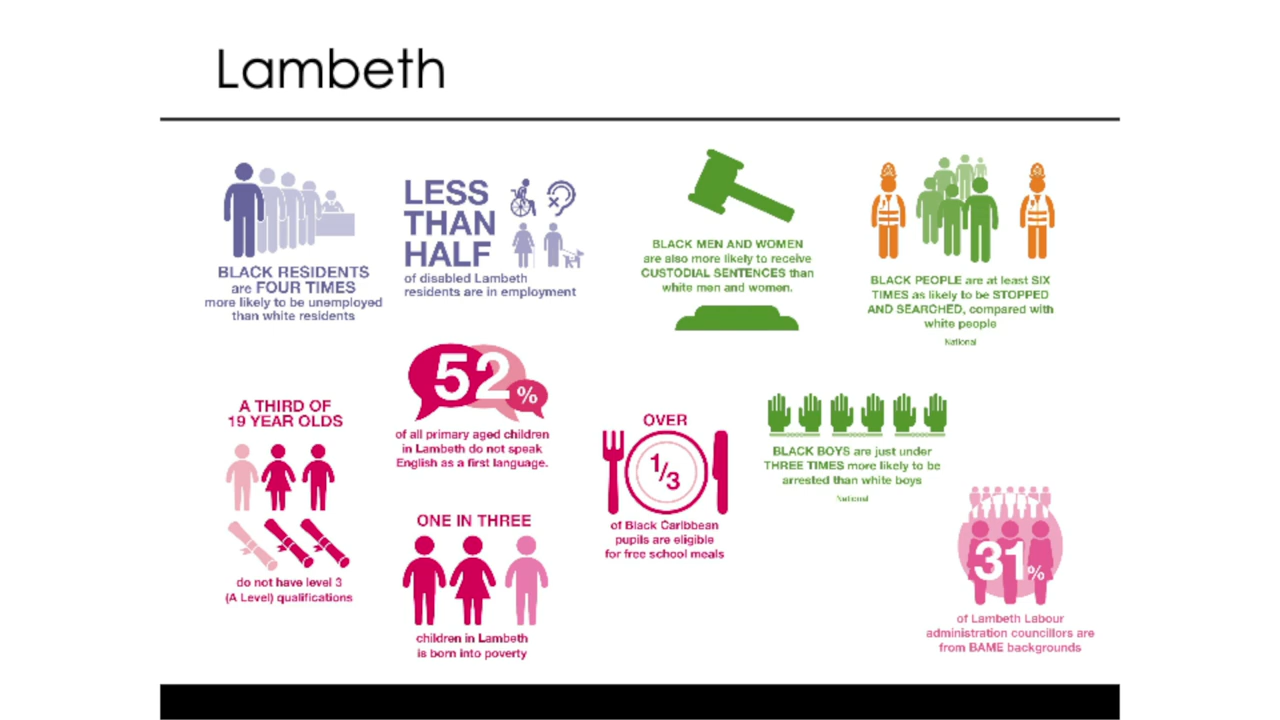 Lambeth
BLACK RESIDENTS
are FOUR TIMES
more likely to be unemployed
than white residents
LESS
THAN
HALF
of disabled Lambeth
residents are in employment
BLACK MEN AND WOMEN
are also more likely to receive
CUSTODIAL SENTENCES than
white men and women.
BLACK PEOPLE are at least SIX
TIMES as likely to be STOPPED
AND SEARCHED, compared with
white people
National
A THIRD OF
19 YEAR OLDS
do not have level 3
(A Level) qualifications
52%
of all primary aged children
in Lambeth do not speak
English as a first language.
ONE IN THREE
children in Lambeth
is born into poverty
OVER
1/3
of Black Caribbean
pupils are eligible
for free school meals
BLACK BOYS are just under
THREE TIMES more likely to be
arrested than white boys
National
31%
of Lambeth Labour
administration councillors are
from BAME backgrounds